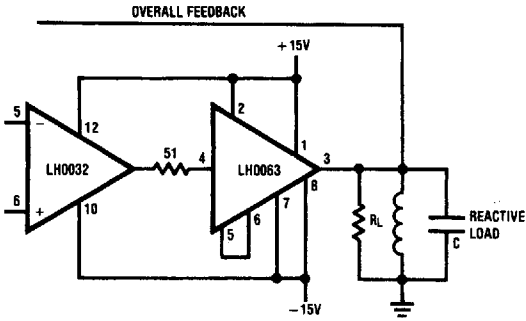 OVERALL FEEDBACK
+15V
5
−
12
2
1
51
4
3
LH0032
LH0063
8
6
+
10
5
6
7
RL
C
REACTIVE
LOAD
−15V